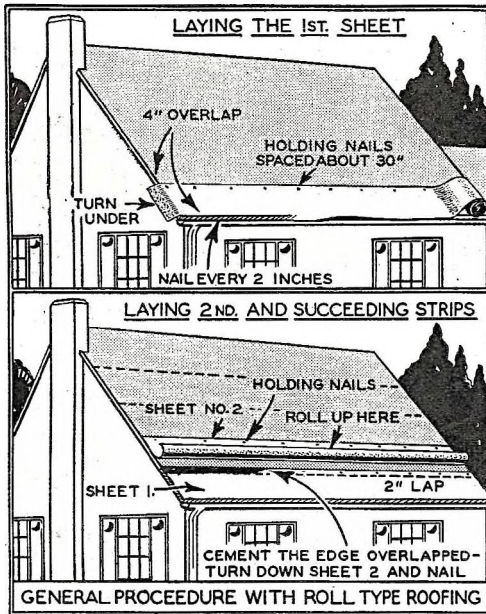 LAYING THE 1ST. SHEET
4" OVERLAP
HOLDING NAILS
SPACED ABOUT 30"
TURN
UNDER
NAIL EVERY 2 INCHES
LAYING 2ND. AND SUCCEEDING STRIPS
HOLDING NAILS
SHEET NO. 2
ROLL UP HERE
SHEET 1.
2" LAP
CEMENT THE EDGE OVERLAPPED-
TURN DOWN SHEET 2 AND NAIL
GENERAL PROCEEDURE WITH ROLL TYPE ROOFING